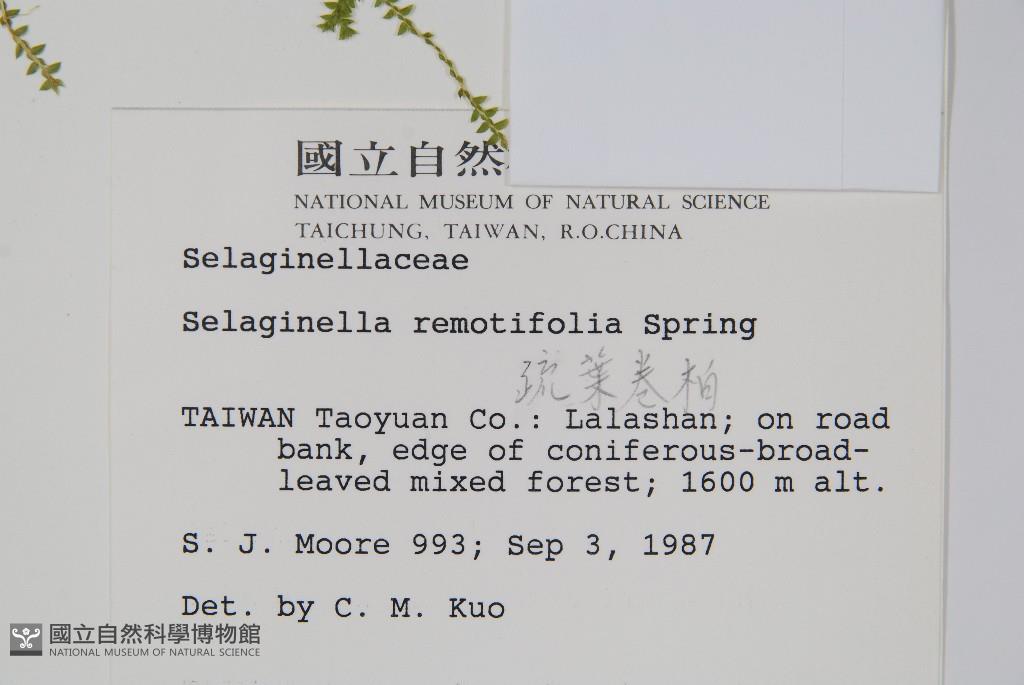 國立自然
NATIONAL MUSEUM OF NATURAL SCIENCE
TAICHUNG, TAIWAN, R.O.CHINA
Selaginellaceae
Selaginella remotifolia Spring
疏葉卷柏
TAIWAN Taoyuan Co.: Lalashan; on road
bank, edge of coniferous-broad-
leaved mixed forest; 1600 m alt.
S. J. Moore 993; Sep 3, 1987
Det. by C. M. Kuo
國立自然科學博物館
NATIONAL MUSEUM OF NATURAL SCIENCE